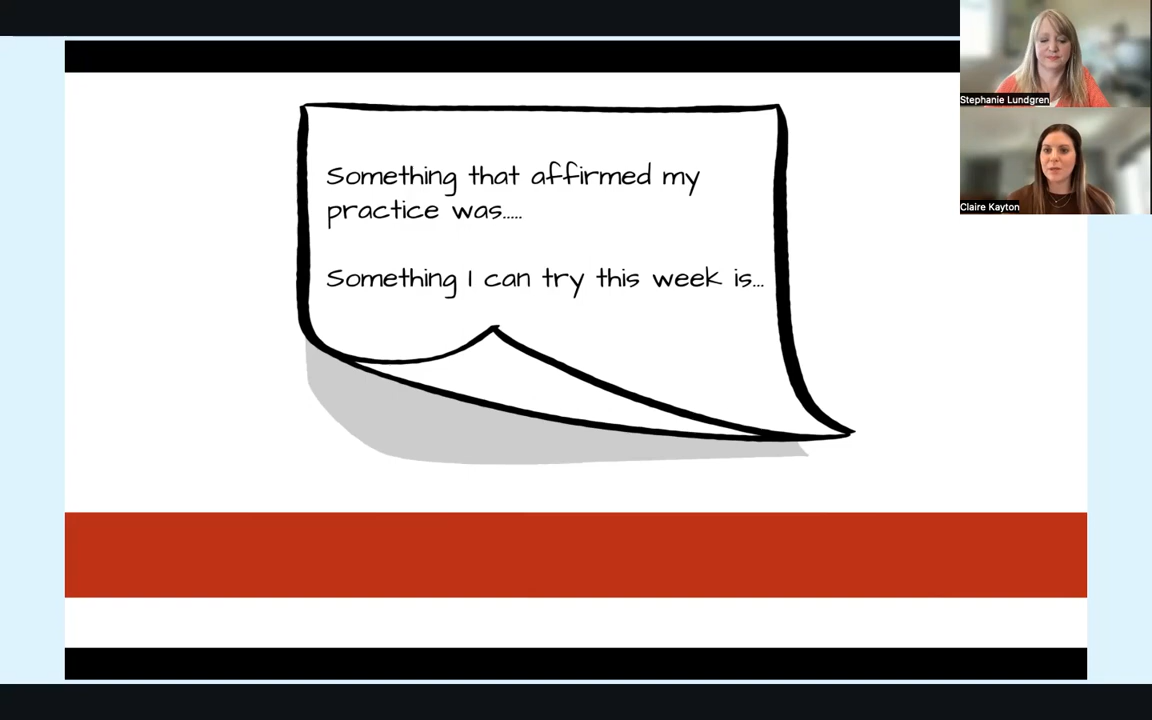 Something that affirmed my
practice was.....
Something I can try this week is...
Stephanie Lundgren
Claire Kayton